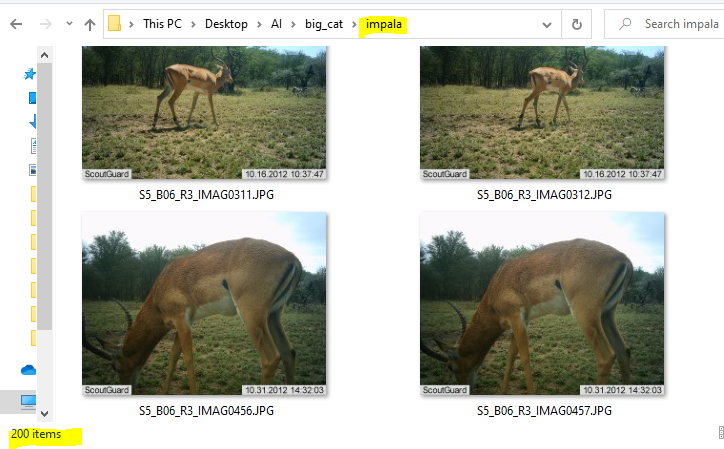 This PC > Desktop > AI > big_cat > impala
Search impala
ScoutGuard 10.16.2012 10:37:47
ScoutGuard 10.16.2012 10:37:47
S5_B06_R3_IMAG0311.JPG
S5_B06_R3_IMAG0312.JPG
ScoutGuard 10.31.2012 14:32:03
ScoutGuard 10.31.2012 14:32:03
S5_B06_R3_IMAG0456.JPG
S5_B06_R3_IMAG0457.JPG
200 items